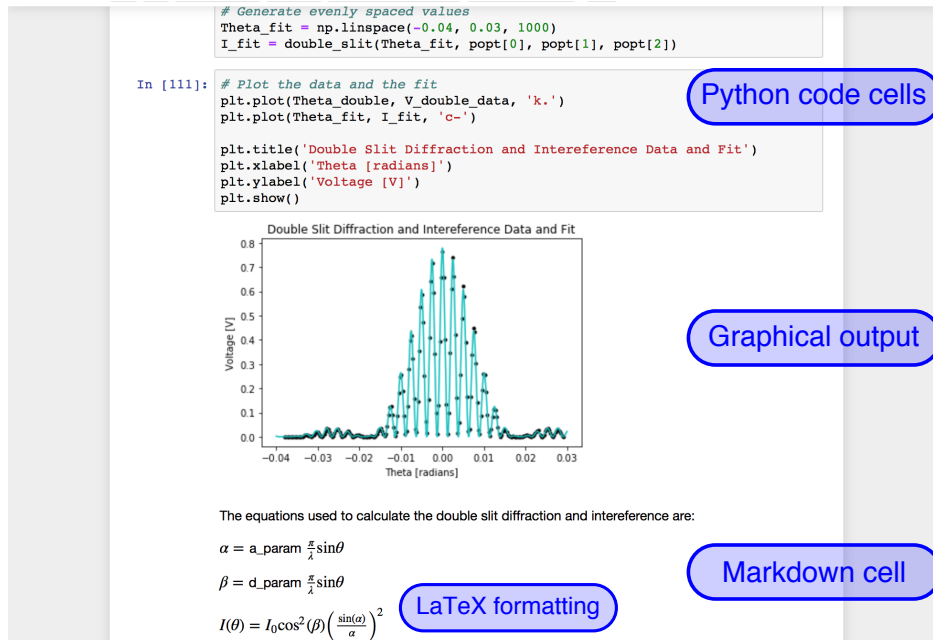 # Generate evenly spaced values
Theta_fit = np.linspace(-0.04, 0.03, 1000)
I_fit = double_slit(Theta_fit, popt[0], popt[1], popt[2])
In [111]:
# Plot the data and the fit
plt.plot(Theta_double, V_double_data, 'k.')
plt.plot(Theta_fit, I_fit, 'c-')
plt.title('Double Slit Diffraction and Intereference Data and Fit')
plt.xlabel('Theta [radians]')
plt.ylabel('Voltage [V]')
plt.show()
Python code cells
Double Slit Diffraction and Intereference Data and Fit
0.8
0.7
0.6
0.5
0.4
0.3
0.2
0.1
0.0
Voltage [V]
−0.04 −0.03 −0.02 −0.01 0.00 0.01 0.02 0.03
Theta [radians]
Graphical output
The equations used to calculate the double slit diffraction and intereference are:
α = a_param π/λ sinθ
β = d_param π/λ sinθ
Markdown cell
LaTeX formatting
I(θ) = I₀cos²(β)(sin(α)/α)²